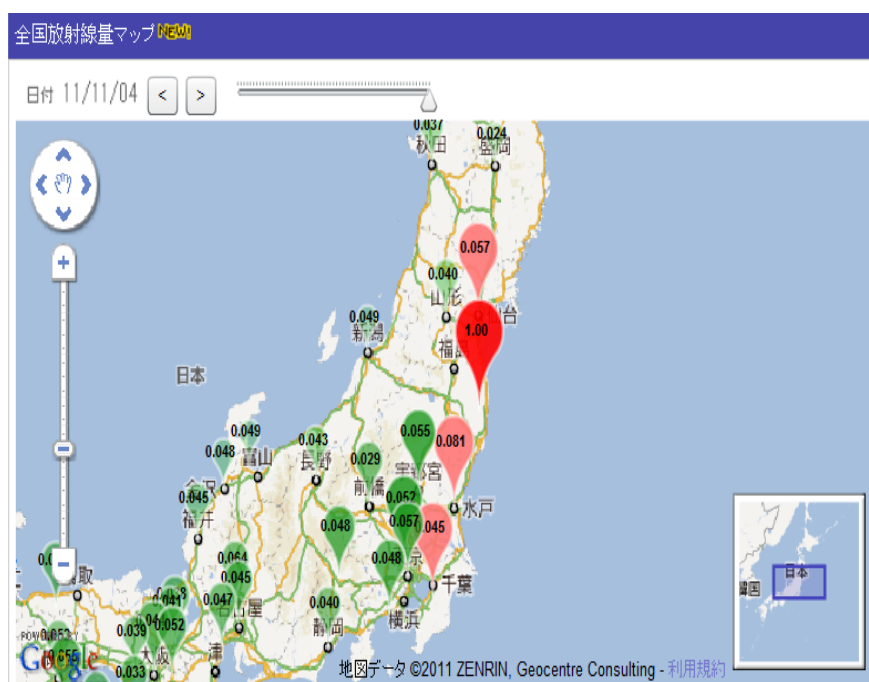 全国放射線量マップ NEW!
日付 11/11/04 < >
0.037 0.024
秋田 盛岡
0.057
0.040
山形
仙台
0.049 1.00
新潟 福島
日本
0.049 0.043 0.055 0.081
0.048 富山 長野 0.029 宇都宮
0.045 金沢 前橋 0.052 水戸
福井 0.048 0.057 0.045
0.064 0.048
0.045 千葉
0.047 0.040 横浜
0.041
0.039 0.052 静岡
大阪 津
0.033
Google
地図データ ©2011 ZENRIN, Geocentre Consulting - 利用規約
日本
韓国